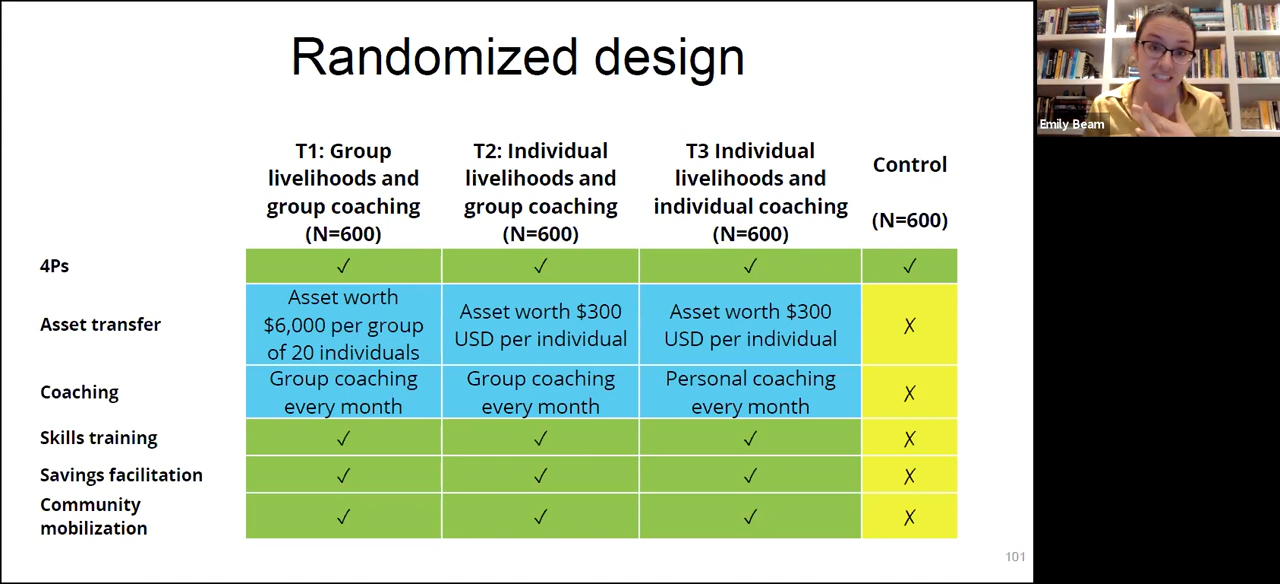 Randomized design
T1: Group
livelihoods and
group coaching
(N=600)
T2: Individual
livelihoods and
group coaching
(N=600)
T3 Individual
livelihoods and
individual coaching
(N=600)
Control
(N=600)
4Ps
✓ ✓ ✓ ✓
Asset transfer
Asset worth
$6,000 per group
of 20 individuals
Asset worth $300
USD per individual
Asset worth $300
USD per individual
X
Coaching
Group coaching
every month
Group coaching
every month
Personal coaching
every month
X
Skills training
✓ ✓ ✓ X
Savings facilitation
✓ ✓ ✓ X
Community
mobilization
✓ ✓ ✓ X
101
Emily Beam